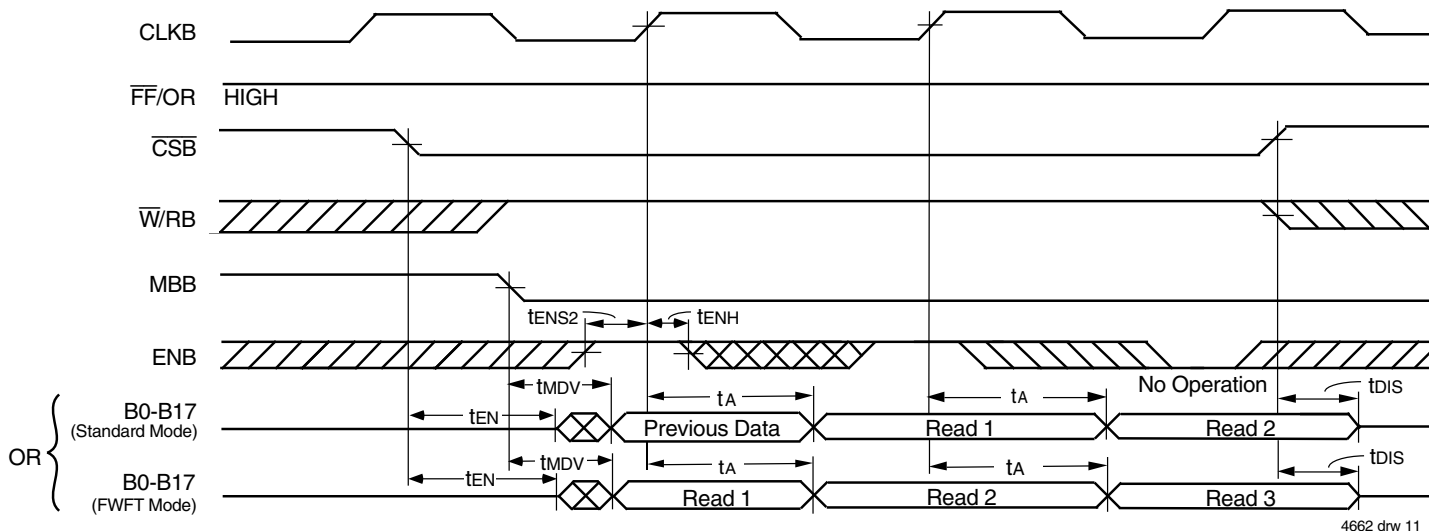 CLKB
FF/OR HIGH
CSB
W/RB
MBB
tENS2 tENH
ENB
No Operation
tMDV tA tA tDIS
tEN
B0-B17 Previous Data Read 1 Read 2
(Standard Mode)
OR
tMDV tA tA tDIS
tEN
B0-B17 Read 1 Read 2 Read 3
(FWFT Mode)
4662 drw 11